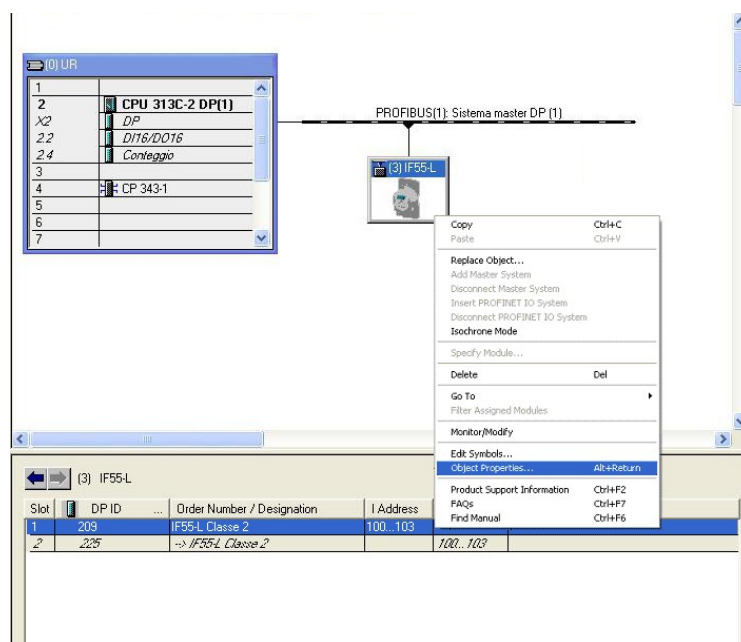 (0) UR
1
2 CPU 313C-2 DP(1)
X2 DP
2.2 DI16/DO16
2.4 Conteggio
3
4 CP 343-1
5
6
7
PROFIBUS(1): Sistema master DP (1)
(3) IF55-L
Copy Ctrl+C
Paste Ctrl+V
Replace Object...
Add Master System
Disconnect Master System
Insert PROFINET IO System
Disconnect PROFINET IO System
Isochrone Mode
Specify Module...
Delete Del
Go To
Filter Assigned Modules
Monitor/Modify
Edit Symbols...
Object Properties... Alt+Return
Product Support Information Ctrl+F2
FAQs Ctrl+F7
Find Manual Ctrl+F6
(3) IF55-L
Slot DP ID ... Order Number / Designation I Address
1 209 IF55-L Classe 2 100...103
2 225 --> IF55-L Classe 2 100...103